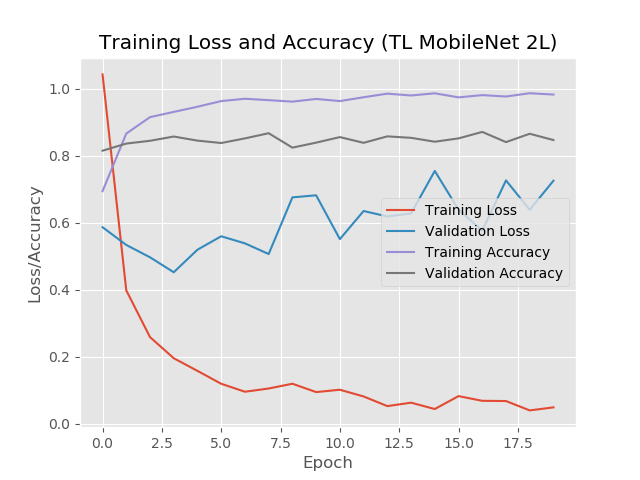 Training Loss and Accuracy (TL MobileNet 2L)
Loss/Accuracy
1.0
0.8
0.6
0.4
0.2
0.0
Training Loss
Validation Loss
Training Accuracy
Validation Accuracy
0.0 2.5 5.0 7.5 10.0 12.5 15.0 17.5
Epoch